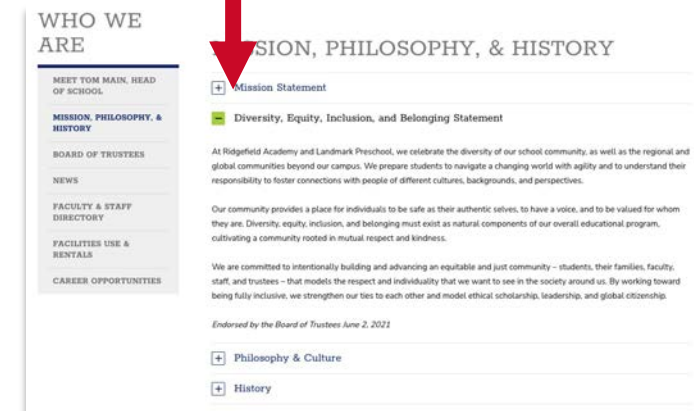 WHO WE
ARE
MEET TOM MAIN, HEAD
OF SCHOOL
MISSION, PHILOSOPHY, &
HISTORY
BOARD OF TRUSTEES
NEWS
FACULTY & STAFF
DIRECTORY
FACILITIES USE &
RENTALS
CAREER OPPORTUNITIES
SION, PHILOSOPHY, & HISTORY
+ Mission Statement
− Diversity, Equity, Inclusion, and Belonging Statement
At Ridgefield Academy and Landmark Preschool, we celebrate the diversity of our school community, as well as the regional and
global communities beyond our campus. We prepare students to navigate a changing world with agility and to understand their
responsibility to foster connections with people of different cultures, backgrounds, and perspectives.
Our community provides a place for individuals to be safe as their authentic selves, to have a voice, and to be valued for whom
they are. Diversity, equity, inclusion, and belonging must exist as natural components of our overall educational program,
cultivating a community rooted in mutual respect and kindness.
We are committed to intentionally building and advancing an equitable and just community – students, their families, faculty,
staff, and trustees – that models the respect and individuality that we want to see in the society around us. By working toward
being fully inclusive, we strengthen our ties to each other and model ethical scholarship, leadership, and global citizenship.
Endorsed by the Board of Trustees June 2, 2021
+ Philosophy & Culture
+ History